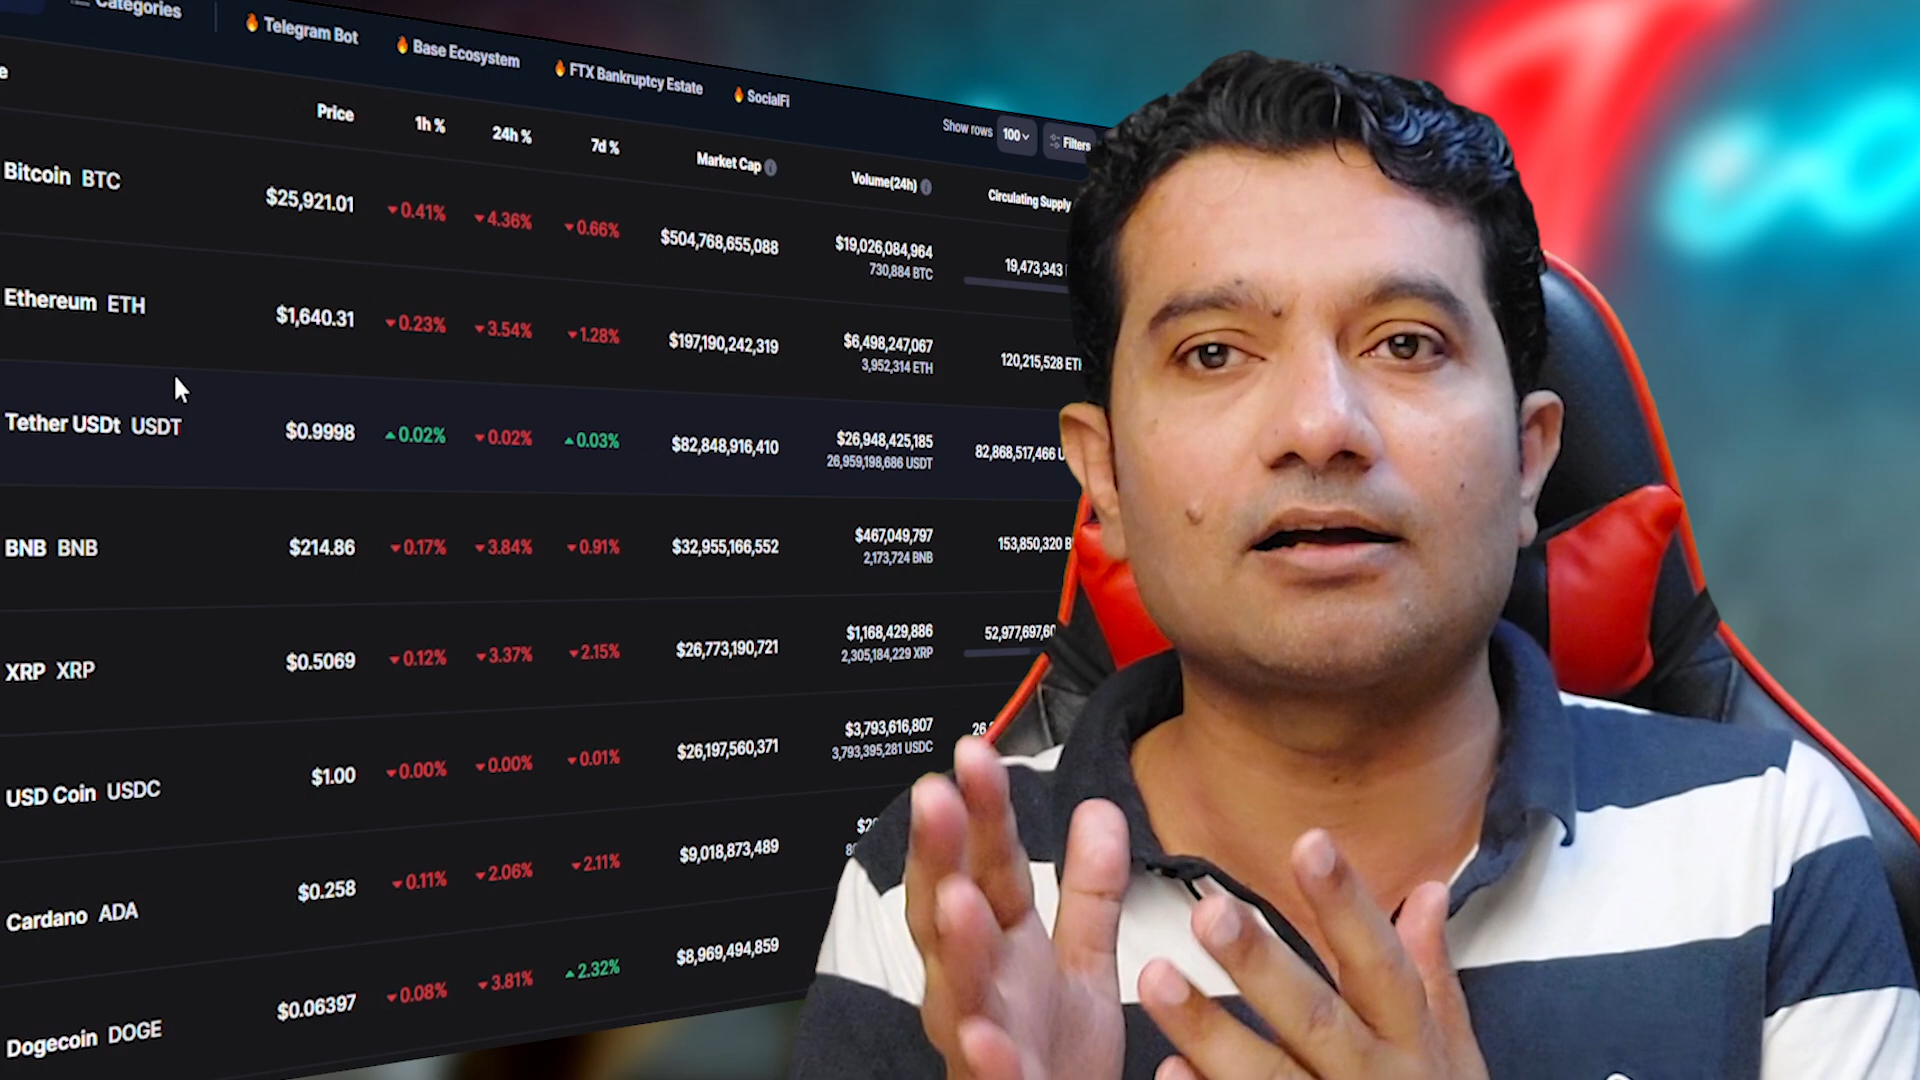 Categories
Telegram Bot
Base Ecosystem
FTX Bankruptcy Estate
SocialFi
Show rows 100 Filters
Price 1h % 24h % 7d % Market Cap Volume(24h) Circulating Supply
Bitcoin BTC $25,921.01 0.41% 4.36% 0.66% $504,768,655,088 $19,026,084,964 19,473,343
730,884 BTC
Ethereum ETH $1,640.31 0.23% 3.54% 1.28% $197,190,242,319 $6,498,247,067 120,215,528 ETH
3,952,314 ETH
Tether USDt USDT $0.9998 0.02% 0.02% 0.03% $82,848,916,410 $26,948,425,185 82,868,517,466 U
26,959,198,686 USDT
BNB BNB $214.86 0.17% 3.84% 0.91% $32,955,166,552 $467,049,797 153,850,320 B
2,173,724 BNB
XRP XRP $0.5069 0.12% 3.37% 2.15% $26,773,190,721 $1,168,429,886 52,977,697,60
2,305,184,229 XRP
USD Coin USDC $1.00 0.00% 0.00% 0.01% $26,197,560,371 $3,793,616,807 26
3,793,395,281 USDC
Cardano ADA $0.258 0.11% 2.06% 2.11% $9,018,873,489
Dogecoin DOGE $0.06397 0.08% 3.81% 2.32% $8,969,494,859